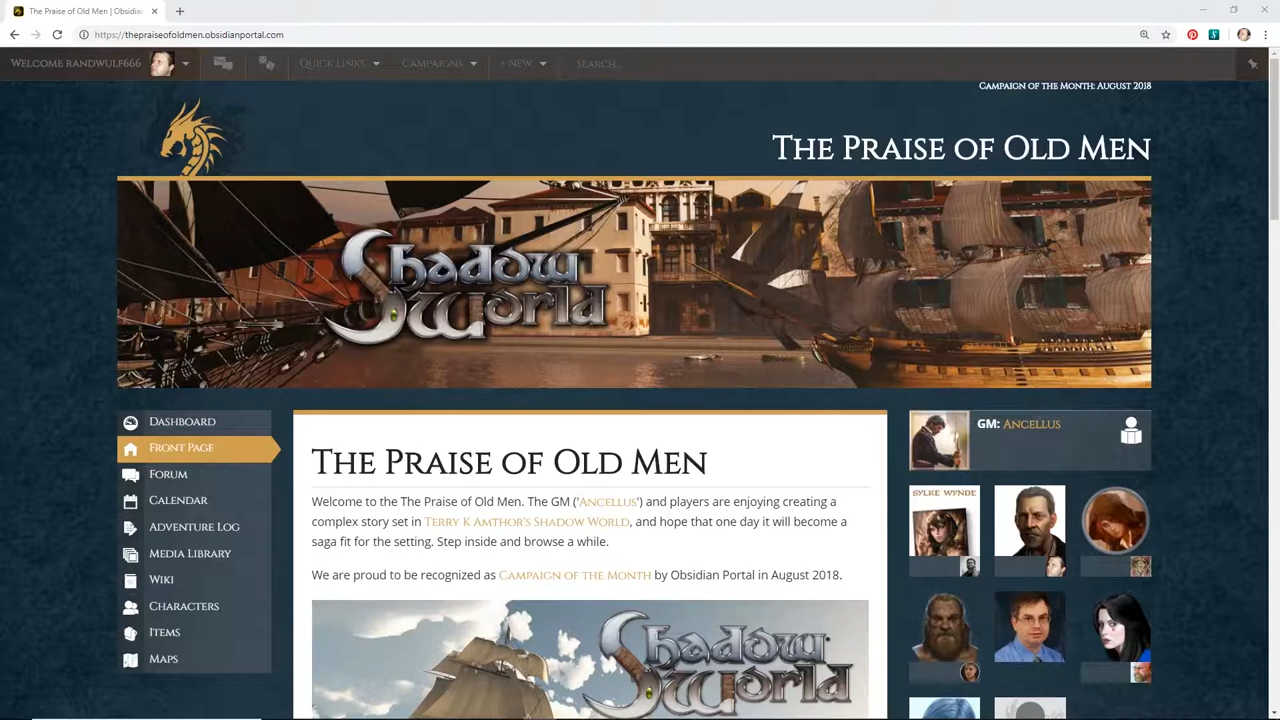 The Praise of Old Men | Obsidia
https://thepraiseofoldmen.obsidianportal.com
Welcome randwulf666
Quick Links
Campaigns
+ New
Search...
Campaign of the Month: August 2018
The Praise of Old Men
Shadow
World
Dashboard
Front Page
Forum
Calendar
Adventure Log
Media Library
Wiki
Characters
Items
Maps
The Praise of Old Men
Welcome to the The Praise of Old Men. The GM ('Ancellus') and players are enjoying creating a
complex story set in Terry K Amthor's Shadow World, and hope that one day it will become a
saga fit for the setting. Step inside and browse a while.
We are proud to be recognized as Campaign of the Month by Obsidian Portal in August 2018.
Shadow
World
GM: Ancellus
Sylke Wynde